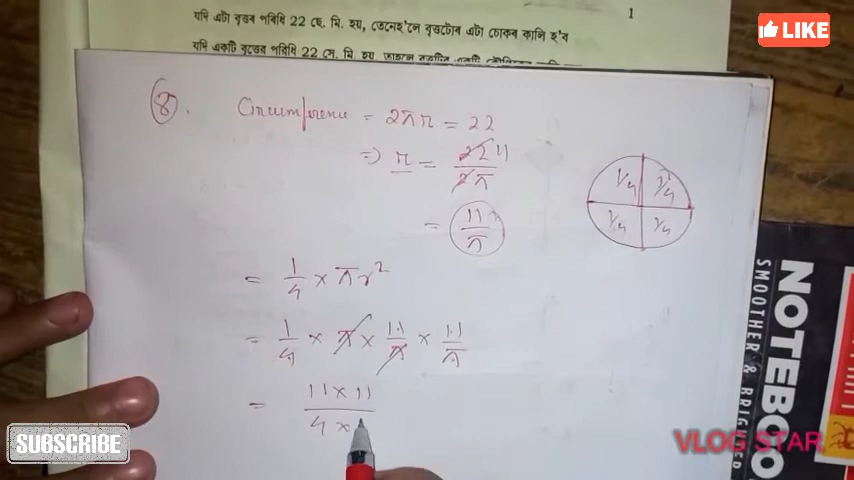 1
যদি এটা বৃত্তৰ পৰিধি 22 ছে. মি. হয়, তেনেহ'লে বৃত্তটোৰ এটা চোকৰ কালি হ'ব
যদি একটি বৃত্তের পরিধি 22 সে. মি. হয়
LIKE
8. Circumference = 2πr = 22
=> r = 22 11 / 2π
= 11/π
1/4 1/4
1/4 1/4
= 1/4 × πr²
= 1/4 × π × 11/π × 11/π
= 11 × 11 / 4 ×
SUBSCRIBE
VLOG STAR
NOTEBOO
SMOOTHER & BRIGHTER